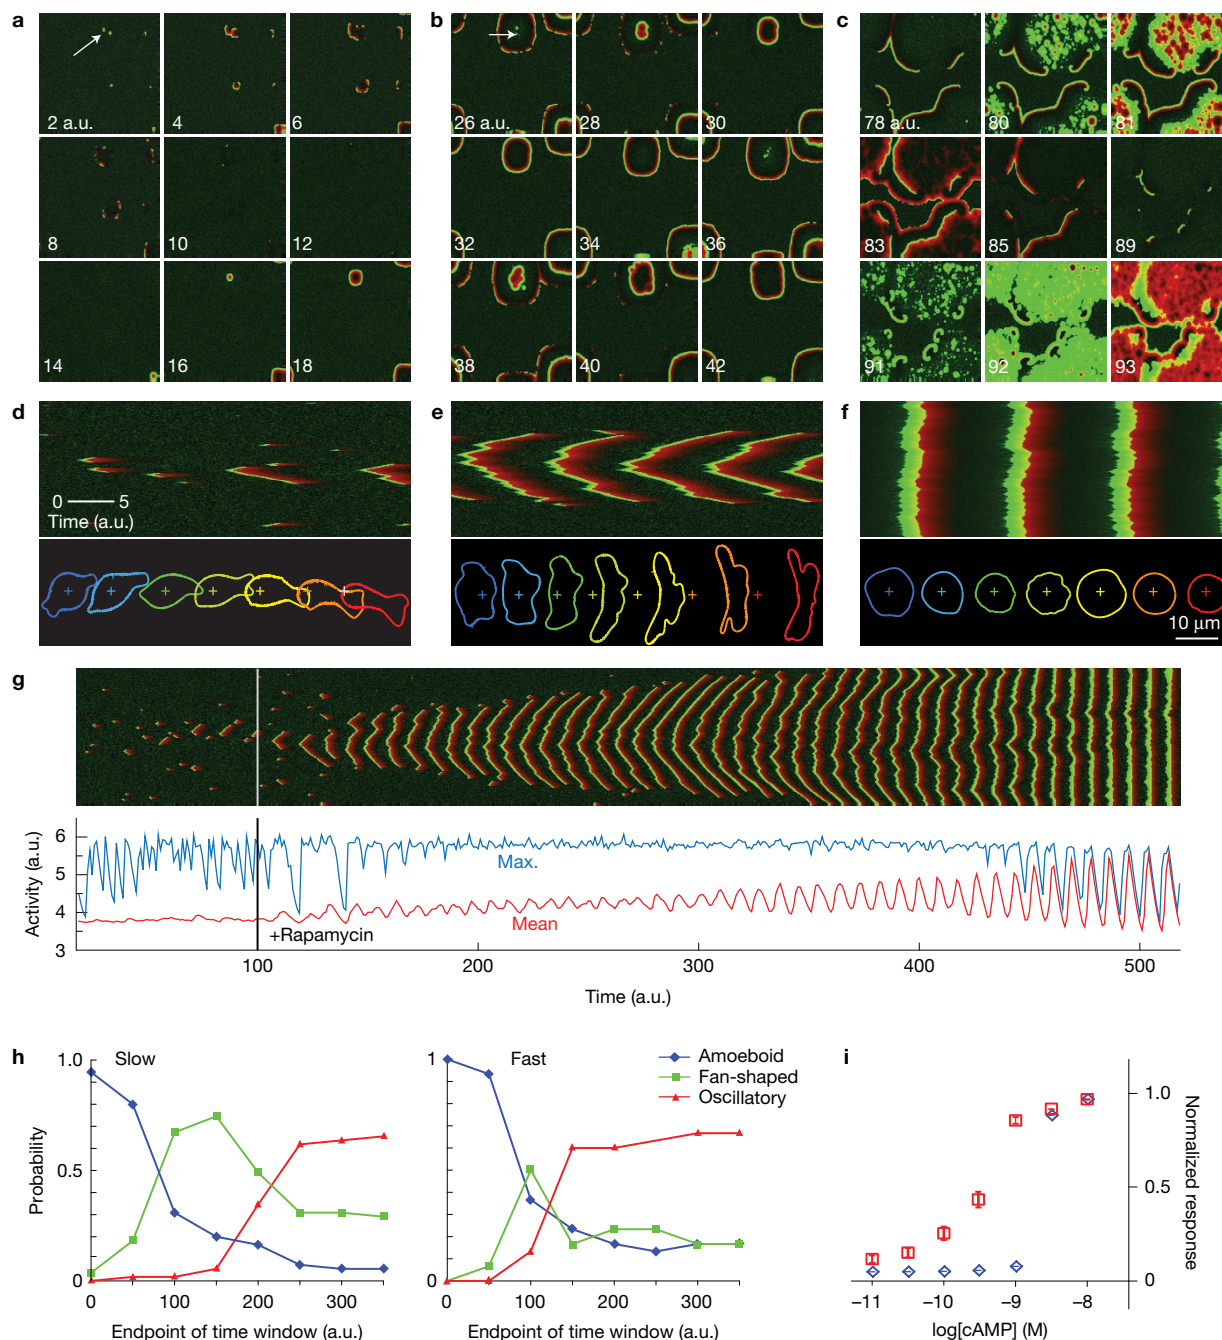 a
b
c
2 a.u.
4
6
8
10
12
14
16
18
26 a.u.
28
30
32
34
36
38
40
42
78 a.u.
80
81
83
85
89
91
92
93
d
e
f
0
5
Time (a.u.)
10 µm
g
Activity (a.u.)
6
5
4
3
Max.
Mean
+Rapamycin
100
200
300
400
500
Time (a.u.)
h
Slow
Probability
1.0
0.5
0
0
100
200
300
Endpoint of time window (a.u.)
Fast
1
0
0
100
200
300
Endpoint of time window (a.u.)
Amoeboid
Fan-shaped
Oscillatory
i
1.0
0.5
0
Normalized response
−11
−10
−9
−8
log[cAMP] (M)